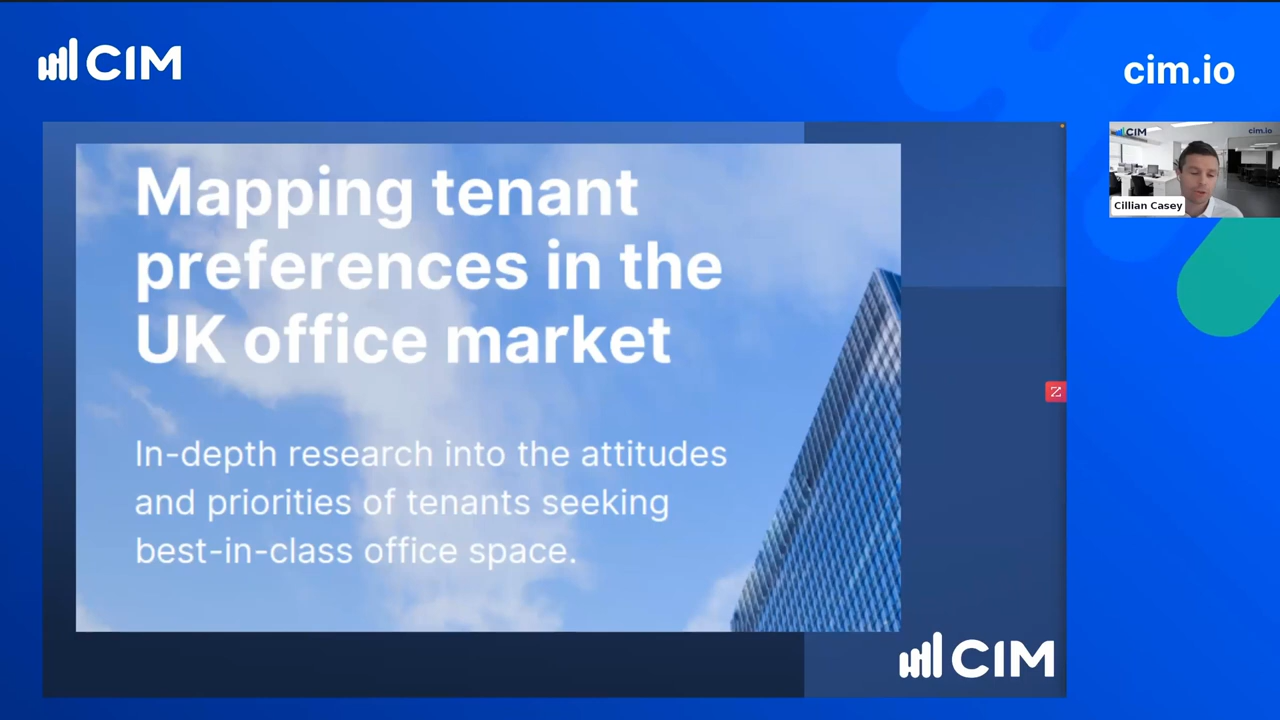 CIM
cim.io
CIM
cim.io
Cillian Casey
Mapping tenant
preferences in the
UK office market
In-depth research into the attitudes
and priorities of tenants seeking
best-in-class office space.
CIM